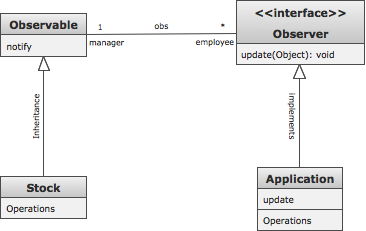 Observable
notify
1
obs
*
manager
employee
<<interface>>
Observer
update(Object): void
Inheritance
Implements
Stock
Operations
Application
update
Operations